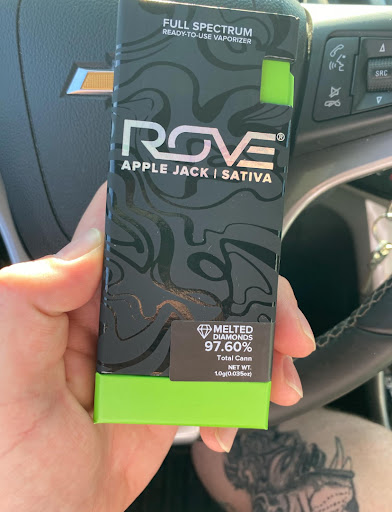 FULL SPECTRUM
READY-TO-USE VAPORIZER
ROVE®
APPLE JACK | SATIVA
MELTED
DIAMONDS
97.60%
Total Cann
NET WT.
1.0g(0.035oz)
SRC